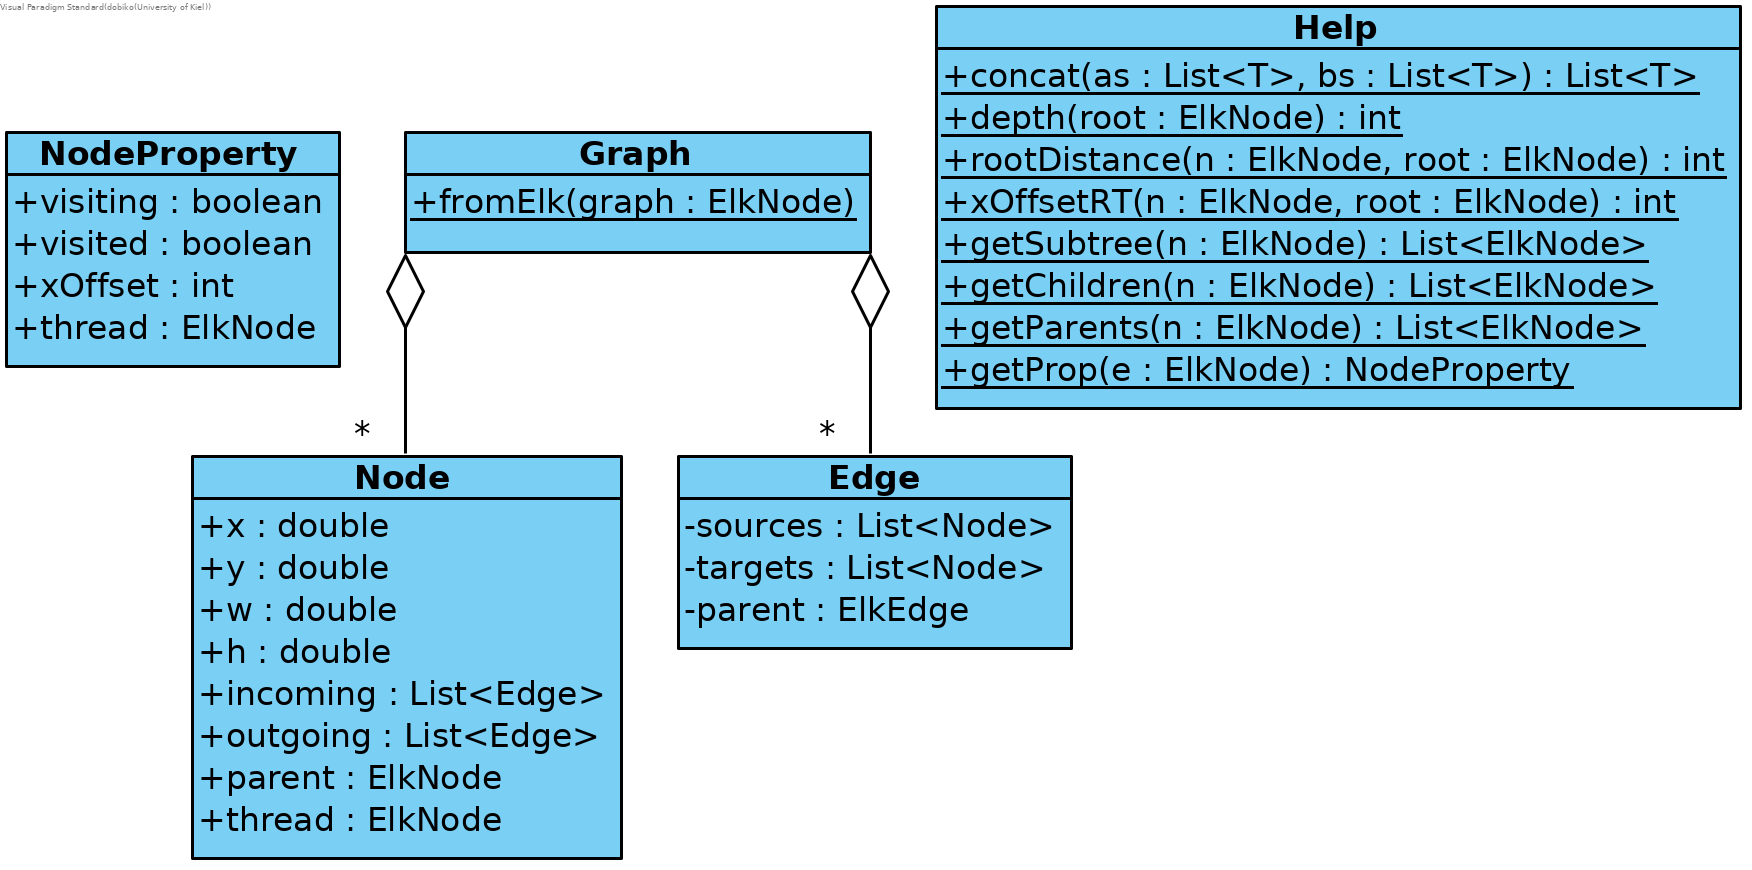 Visual Paradigm Standard(dobiko(University of Kiel))
NodeProperty
+visiting : boolean
+visited : boolean
+xOffset : int
+thread : ElkNode
Graph
+fromElk(graph : ElkNode)
Help
+concat(as : List<T>, bs : List<T>) : List<T>
+depth(root : ElkNode) : int
+rootDistance(n : ElkNode, root : ElkNode) : int
+xOffsetRT(n : ElkNode, root : ElkNode) : int
+getSubtree(n : ElkNode) : List<ElkNode>
+getChildren(n : ElkNode) : List<ElkNode>
+getParents(n : ElkNode) : List<ElkNode>
+getProp(e : ElkNode) : NodeProperty
*
*
Node
+x : double
+y : double
+w : double
+h : double
+incoming : List<Edge>
+outgoing : List<Edge>
+parent : ElkNode
+thread : ElkNode
Edge
-sources : List<Node>
-targets : List<Node>
-parent : ElkEdge